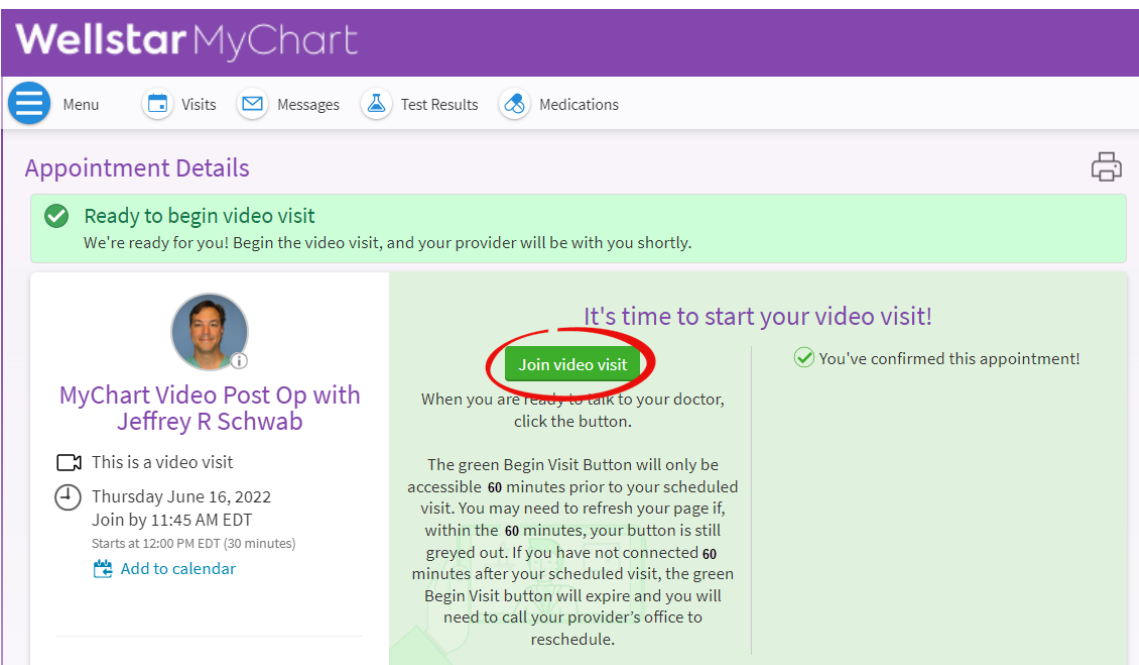 Wellstar MyChart
Menu Visits Messages Test Results Medications
Appointment Details
Ready to begin video visit
We're ready for you! Begin the video visit, and your provider will be with you shortly.
MyChart Video Post Op with
Jeffrey R Schwab
This is a video visit
Thursday June 16, 2022
Join by 11:45 AM EDT
Starts at 12:00 PM EDT (30 minutes)
Add to calendar
It's time to start your video visit!
Join video visit
When you are ready to talk to your doctor,
click the button.
The green Begin Visit Button will only be
accessible 60 minutes prior to your scheduled
visit. You may need to refresh your page if,
within the 60 minutes, your button is still
greyed out. If you have not connected 60
minutes after your scheduled visit, the green
Begin Visit button will expire and you will
need to call your provider’s office to
reschedule.
You've confirmed this appointment!